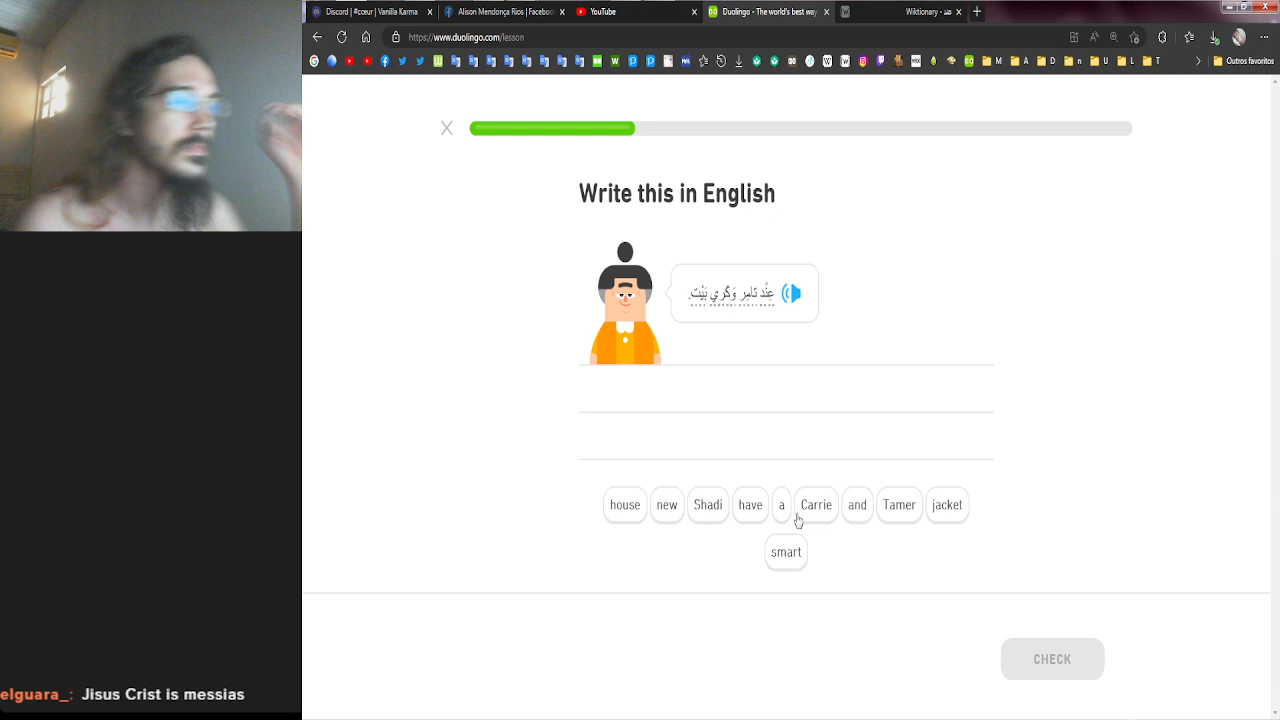 Discord | #cœur | Vanilla Karma
Alison Mendonça Rios | Facebook
YouTube
Duolingo - The world's best way
Wiktionary - عند
https://www.duolingo.com/lesson
M
A
D
n
U
L
T
Outros favoritos
Write this in English
عِنْد تامِر وَكَري بَيْت.
house new Shadi have a Carrie and Tamer jacket
smart
CHECK
elguara_: Jisus Crist is messias